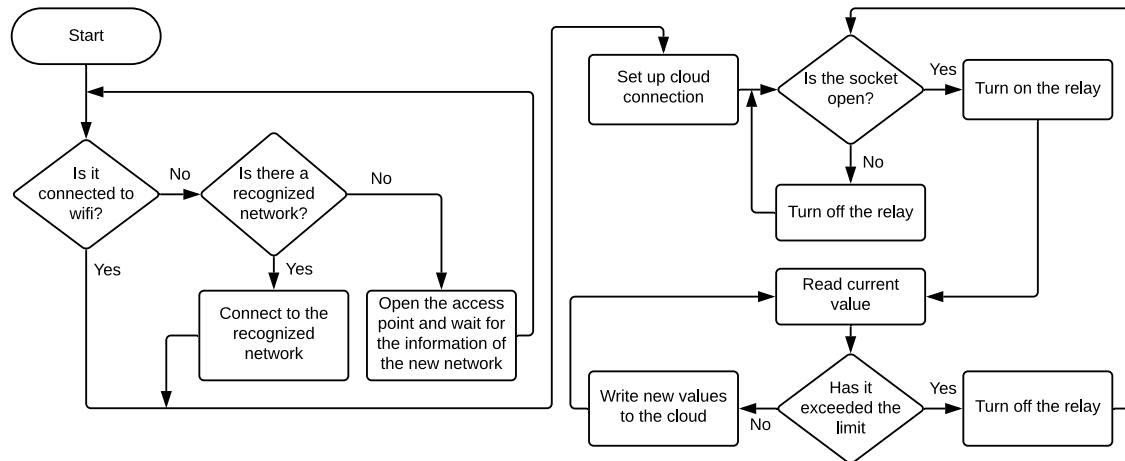 Start
Is it
connected to
wifi?
No
Yes
Is there a
recognized
network?
No
Yes
Connect to the
recognized
network
Open the access
point and wait for
the information of
the new network
Set up cloud
connection
Is the socket
open?
Yes
No
Turn on the relay
Turn off the relay
Read current
value
Has it
exceeded the
limit
Yes
No
Write new values
to the cloud
Turn off the relay